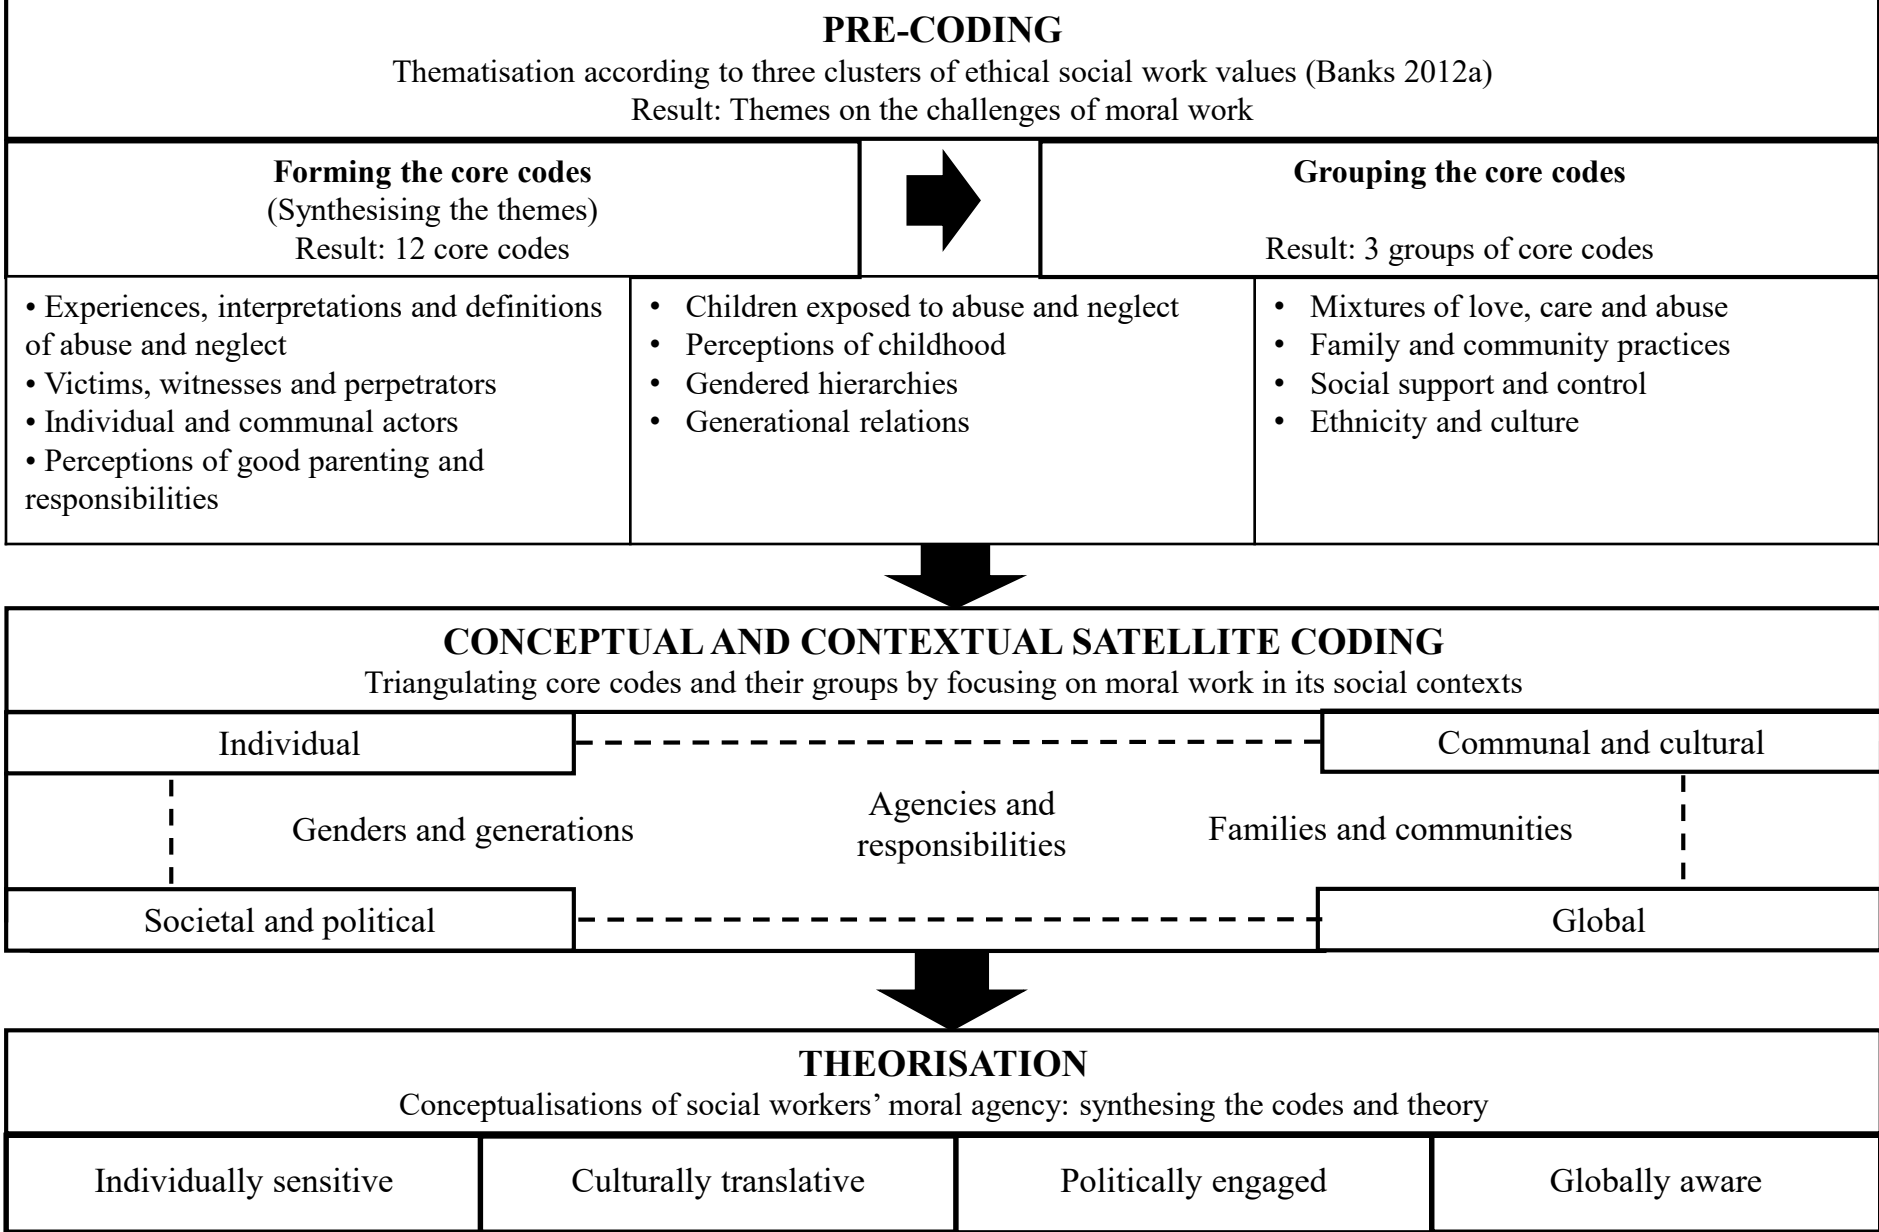 PRE-CODING
Thematisation according to three clusters of ethical social work values (Banks 2012a)
Result: Themes on the challenges of moral work
Forming the core codes
(Synthesising the themes)
Result: 12 core codes
Grouping the core codes
Result: 3 groups of core codes
• Experiences, interpretations and definitions
of abuse and neglect
• Victims, witnesses and perpetrators
• Individual and communal actors
• Perceptions of good parenting and
responsibilities
• Children exposed to abuse and neglect
• Perceptions of childhood
• Gendered hierarchies
• Generational relations
• Mixtures of love, care and abuse
• Family and community practices
• Social support and control
• Ethnicity and culture
CONCEPTUAL AND CONTEXTUAL SATELLITE CODING
Triangulating core codes and their groups by focusing on moral work in its social contexts
Individual
Communal and cultural
Genders and generations
Agencies and
responsibilities
Families and communities
Societal and political
Global
THEORISATION
Conceptualisations of social workers’ moral agency: synthesing the codes and theory
Individually sensitive
Culturally translative
Politically engaged
Globally aware